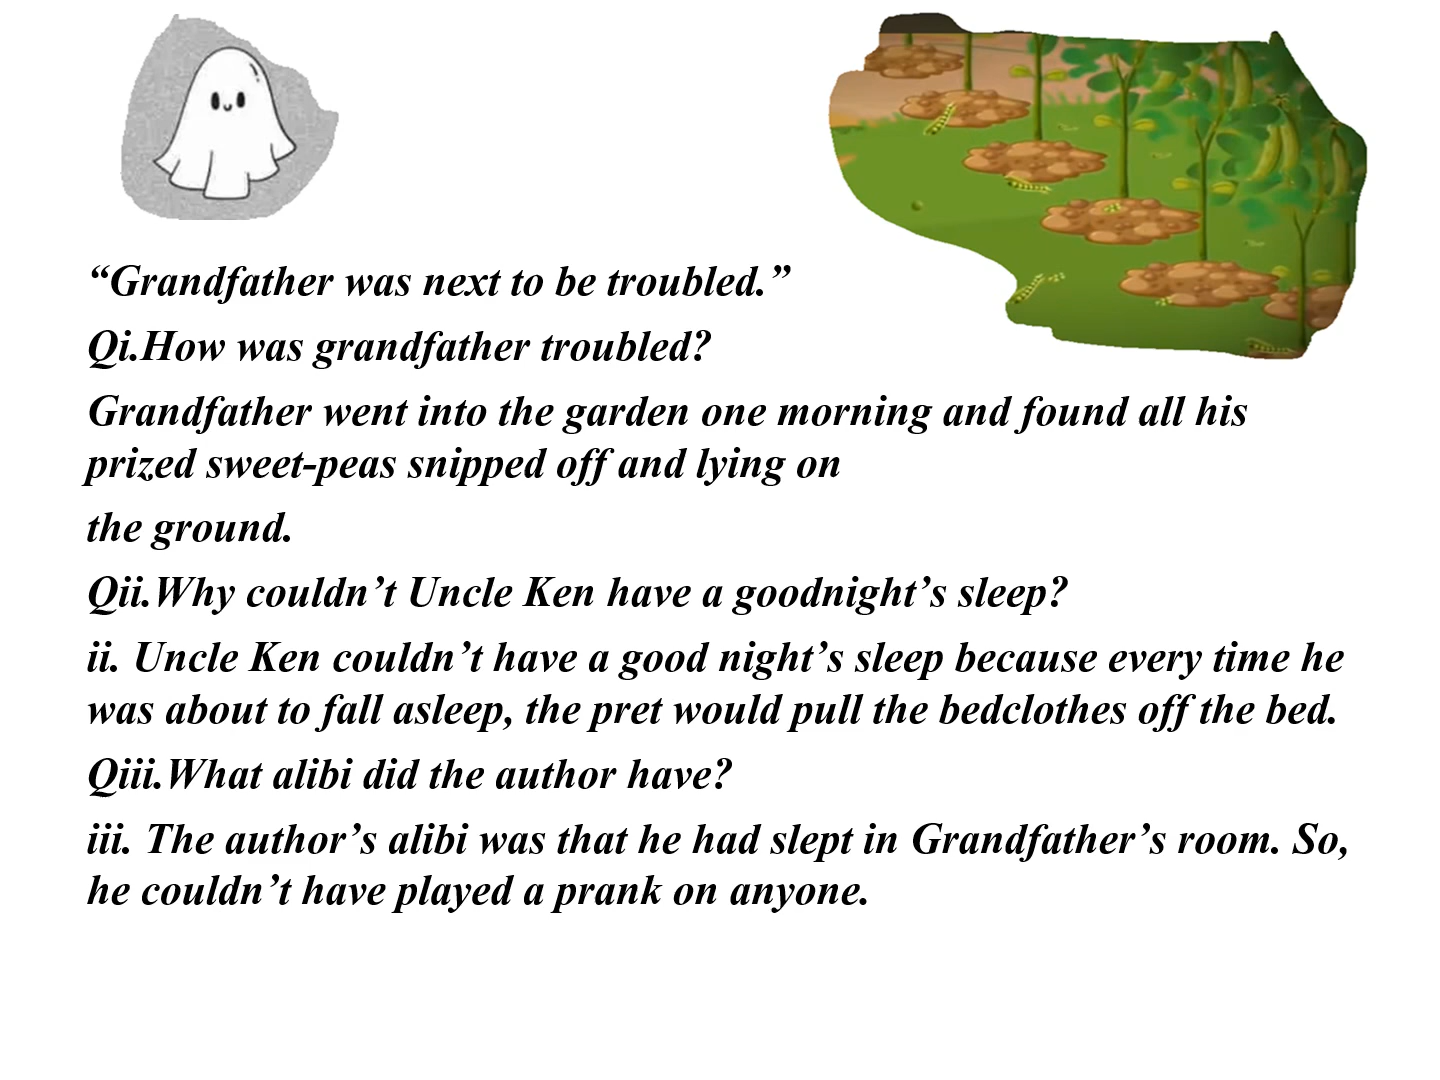 “Grandfather was next to be troubled.”
Qi.How was grandfather troubled?
Grandfather went into the garden one morning and found all his
prized sweet-peas snipped off and lying on
the ground.
Qii.Why couldn’t Uncle Ken have a goodnight’s sleep?
ii. Uncle Ken couldn’t have a good night’s sleep because every time he
was about to fall asleep, the pret would pull the bedclothes off the bed.
Qiii.What alibi did the author have?
iii. The author’s alibi was that he had slept in Grandfather’s room. So,
he couldn’t have played a prank on anyone.